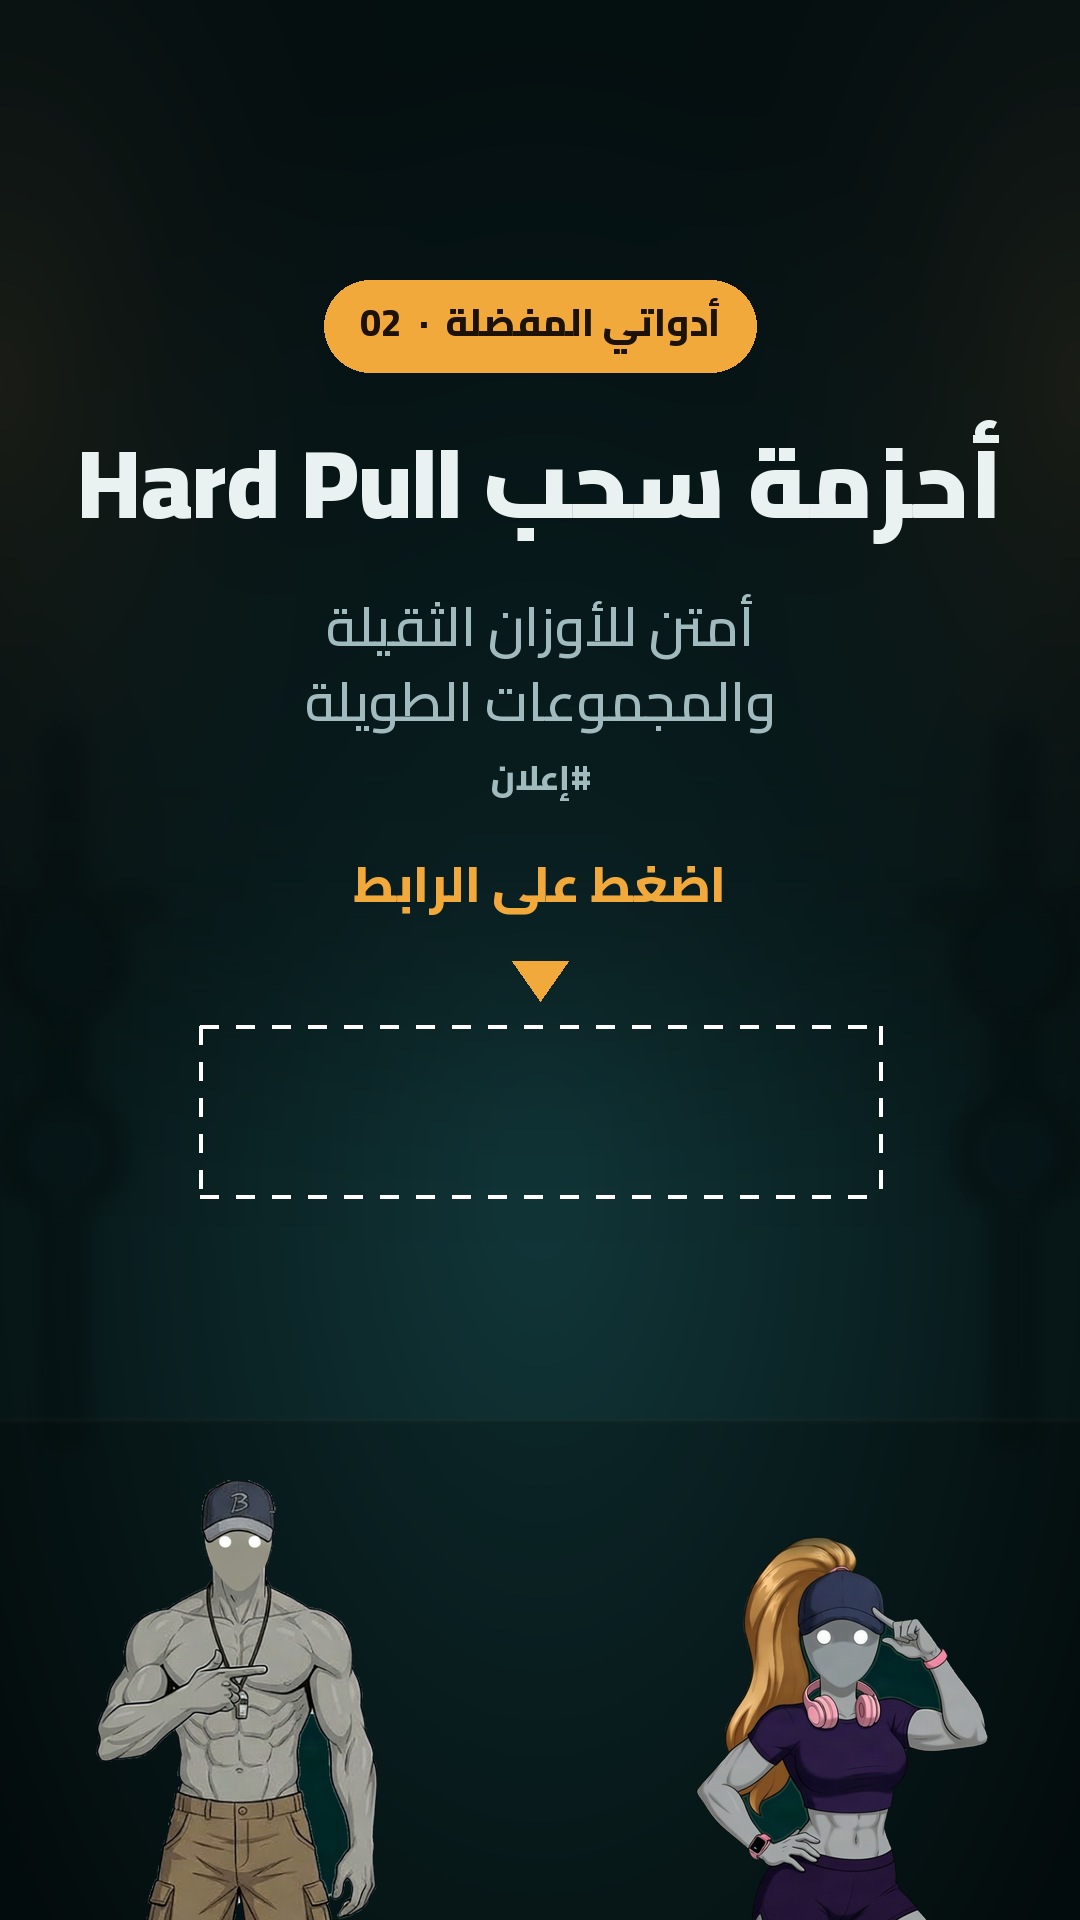 أدواتي المفضلة · 02
أحزمة سحب Hard Pull
أمتن للأوزان الثقيلة
والمجموعات الطويلة
#إعلان
اضغط على الرابط
B